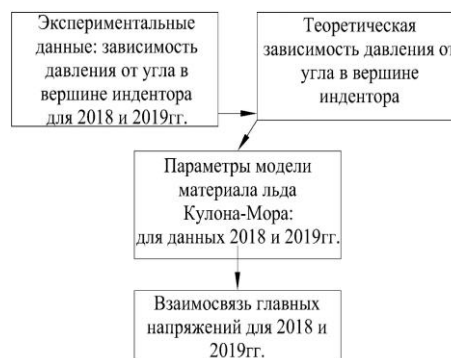 Экспериментальные
данные: зависимость
давления от угла в
вершине индентора
для 2018 и 2019гг.
Теоретическая
зависимость давления от
угла в вершине
индентора
Параметры модели
материала льда
Кулона-Мора:
для данных 2018 и 2019гг.
Взаимосвязь главных
напряжений для 2018 и
2019гг.